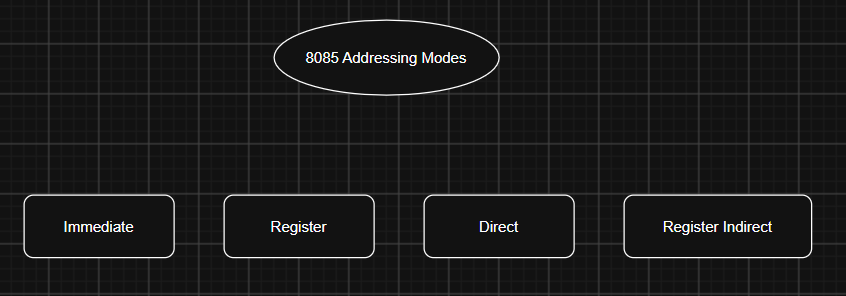 8085 Addressing Modes
Immediate
Register
Direct
Register Indirect